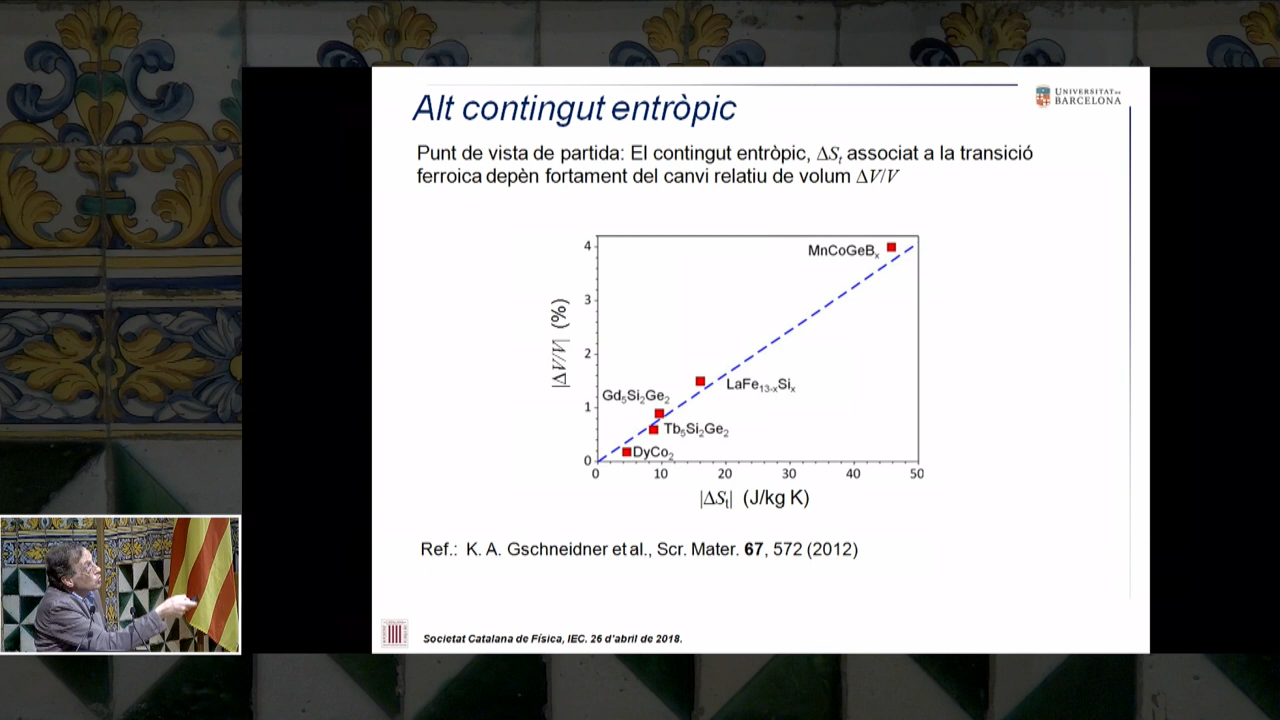 Alt contingut entròpic
UNIVERSITAT DE
BARCELONA
Punt de vista de partida: El contingut entròpic, ΔSt associat a la transició
ferroica depèn fortament del canvi relatiu de volum ΔV/V
|ΔV/V| (%)
4
3
2
1
0
MnCoGeBx
LaFe13-xSix
Gd5Si2Ge2
Tb5Si2Ge2
DyCo2
0 10 20 30 40 50
|ΔSt| (J/kg K)
Ref.: K. A. Gschneidner et al., Scr. Mater. 67, 572 (2012)
Societat Catalana de Física, IEC. 26 d'abril de 2018.